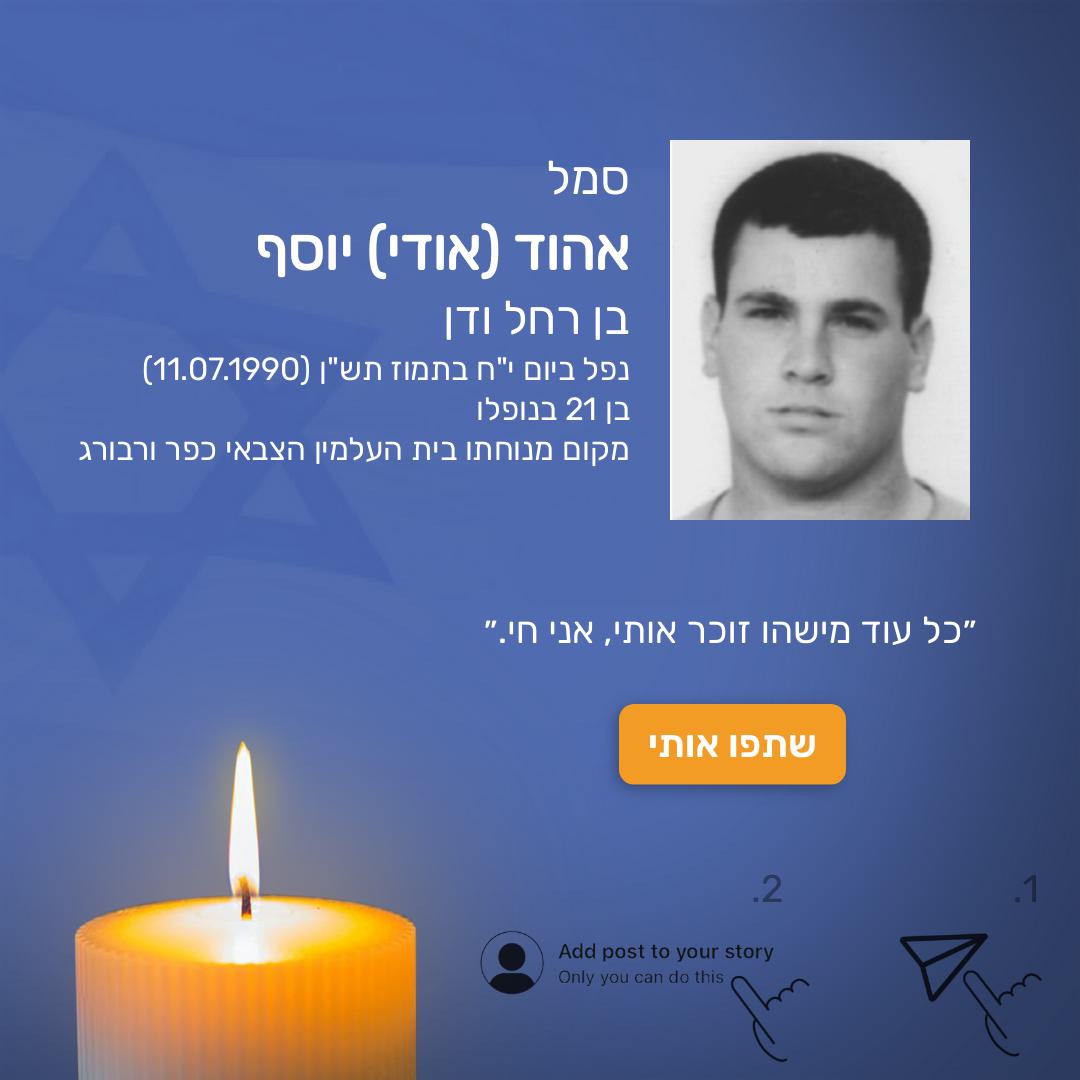 סמל
אהוד (אודי) יוסף
בן רחל ודן
נפל ביום י"ח בתמוז תש"ן (11.07.1990)
בן 21 בנופלו
מקום מנוחתו בית העלמין הצבאי כפר ורבורג
״כל עוד מישהו זוכר אותי, אני חי.״
שתפו אותי
.1
.2
Add post to your story
Only you can do this